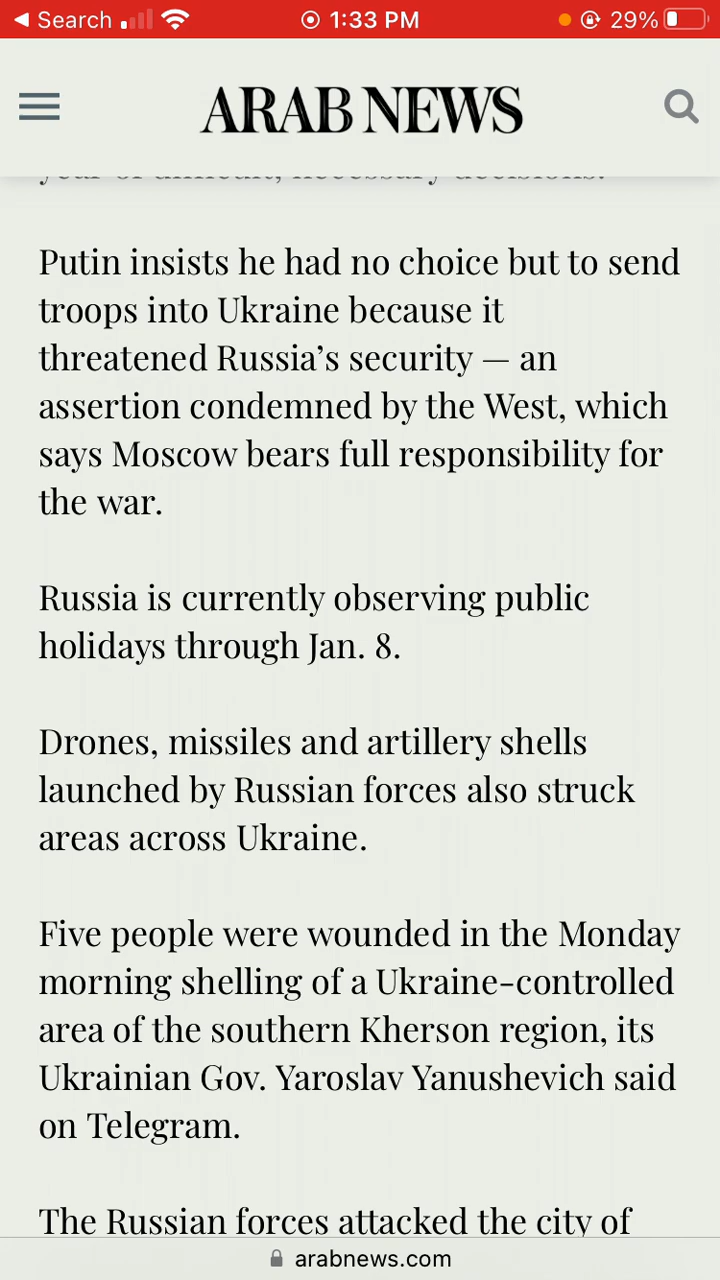 Search
1:33 PM
29%
ARAB NEWS
year of difficult, necessary decisions.”
Putin insists he had no choice but to send
troops into Ukraine because it
threatened Russia’s security — an
assertion condemned by the West, which
says Moscow bears full responsibility for
the war.
Russia is currently observing public
holidays through Jan. 8.
Drones, missiles and artillery shells
launched by Russian forces also struck
areas across Ukraine.
Five people were wounded in the Monday
morning shelling of a Ukraine-controlled
area of the southern Kherson region, its
Ukrainian Gov. Yaroslav Yanushevich said
on Telegram.
The Russian forces attacked the city of
arabnews.com